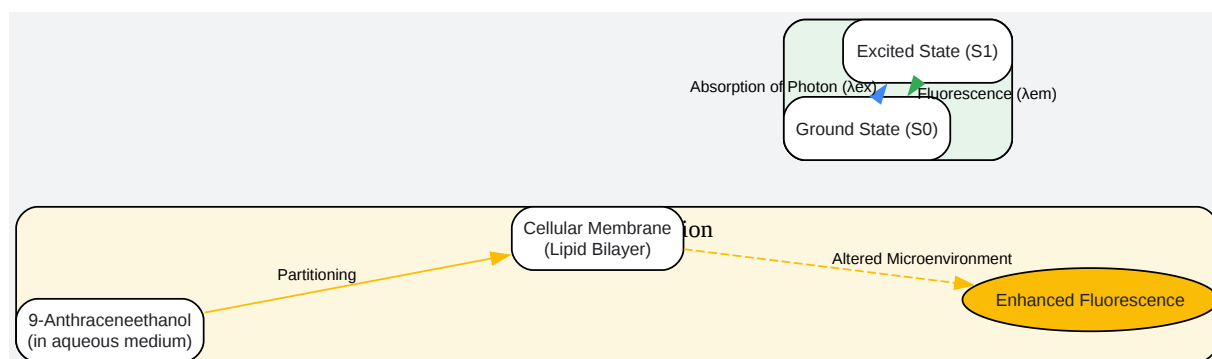 Excited State (S1)
Absorption of Photon (λex)
Fluorescence (λem)
Ground State (S0)
Cellular Membrane
(Lipid Bilayer)
Altered Microenvironment
Partitioning
Enhanced Fluorescence
9-Anthraceneethanol
(in aqueous medium)